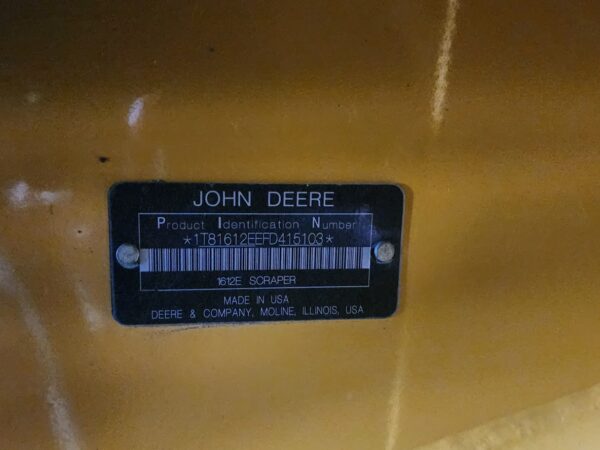 JOHN DEERE
Product Identification Number
*1T81612EEFD415103*
1612E SCRAPER
MADE IN USA
DEERE & COMPANY, MOLINE, ILLINOIS, USA